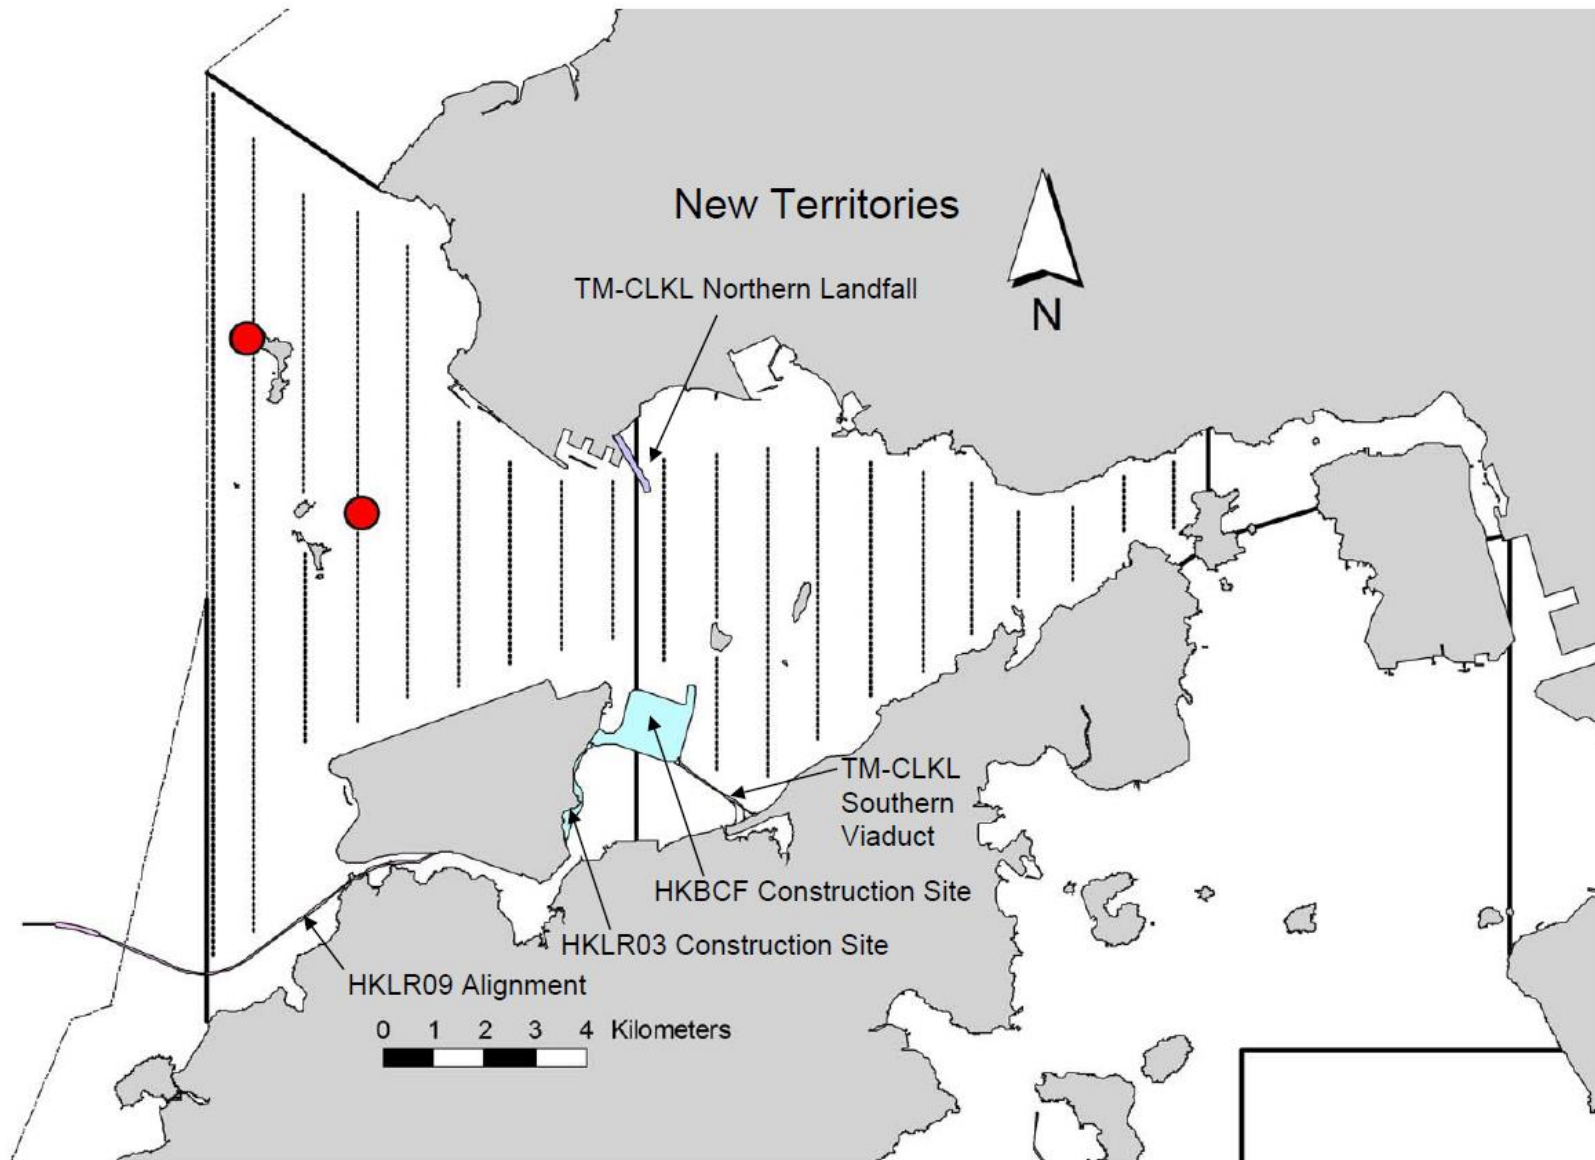 New Territories
TM-CLKL Northern Landfall
N
TM-CLKL
Southern
Viaduct
HKBCF Construction Site
HKLR03 Construction Site
HKLR09 Alignment
0 1 2 3 4 Kilometers